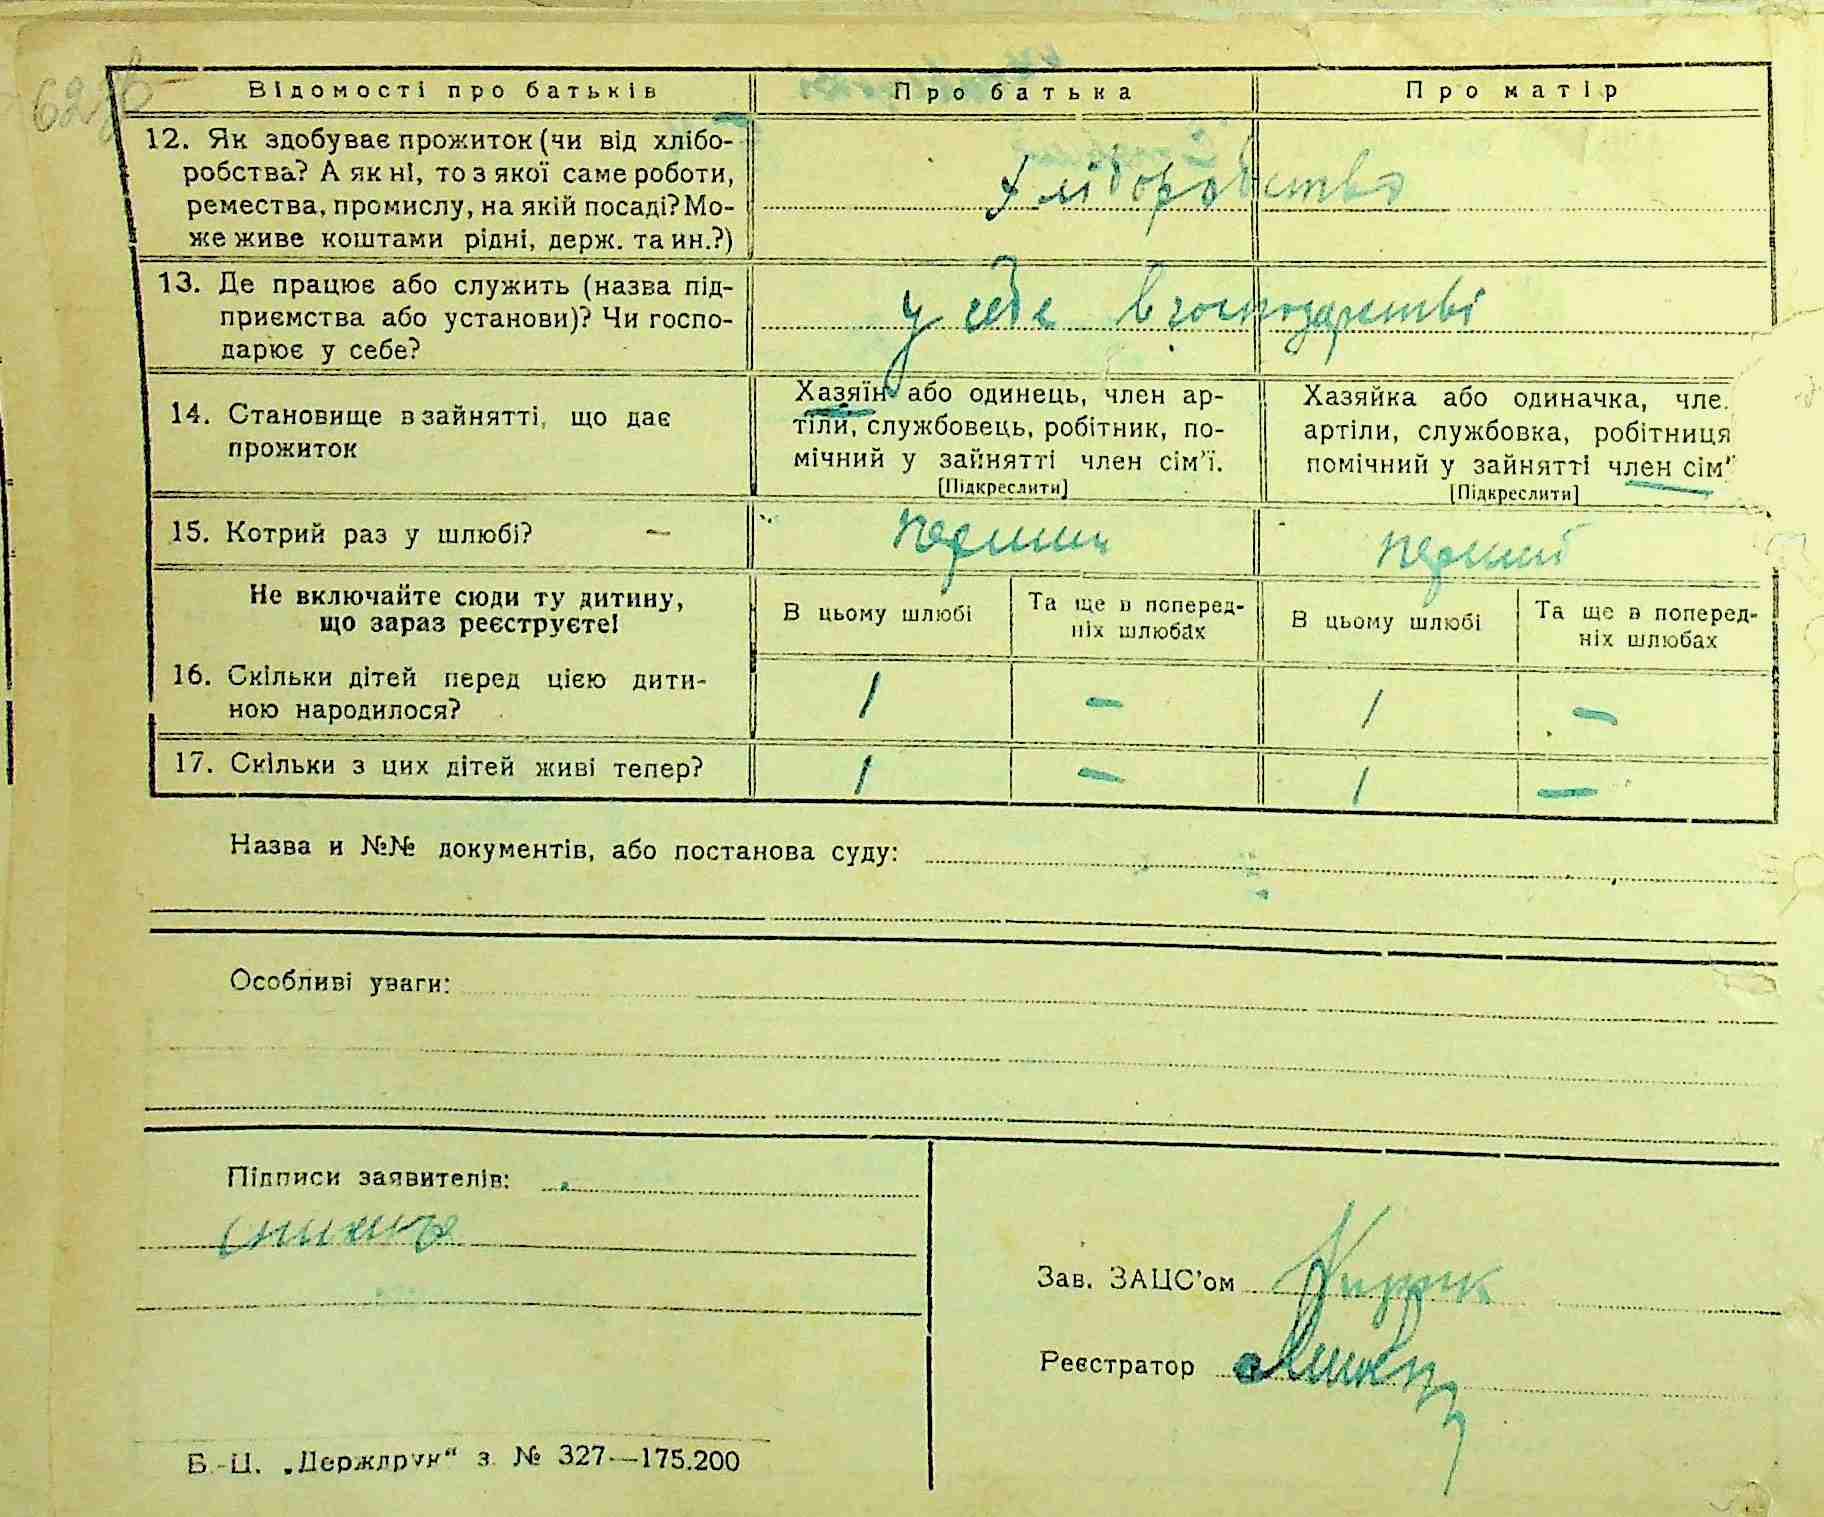 Відомості про батьків Про батька Про матір
12. Як здобуває прожиток (чи від хлібо-
робства? А як ні, то з якої саме роботи,
ремества, промислу, на якій посаді? Мо-
же живе коштами рідні, держ. та ин.?)
хліборобство
13. Де працює або служить (назва під-
приємства або установи)? Чи госпо-
дарює у себе?
у себе в господарстві
14. Становище в зайнятті, що дає
прожиток
Хазяїн або одинець, член ар-
тіли, службовець, робітник, по-
мічний у зайнятті член сім'ї.
[Підкреслити]
Хазяйка або одиначка, чле.
артіли, службовка, робітниця
помічний у зайнятті член сім'
[Підкреслити]
15. Котрий раз у шлюбі? — перший перший
Не включайте сюди ту дитину,
що зараз реєструєте!
В цьому шлюбі
Та ще в поперед-
ніх шлюбах
В цьому шлюбі
Та ще в поперед-
ніх шлюбах
16. Скільки дітей перед цією дити-
ною народилося?
1 — 1 —
17. Скільки з цих дітей живі тепер? 1 — 1 —
Назва и №№ документів, або постанова суду:
Особливі уваги:
Підписи заявителів:
Зав. ЗАЦС'ом
Реєстратор
Б.-Ц. „Держдрук" з. № 327—175.200